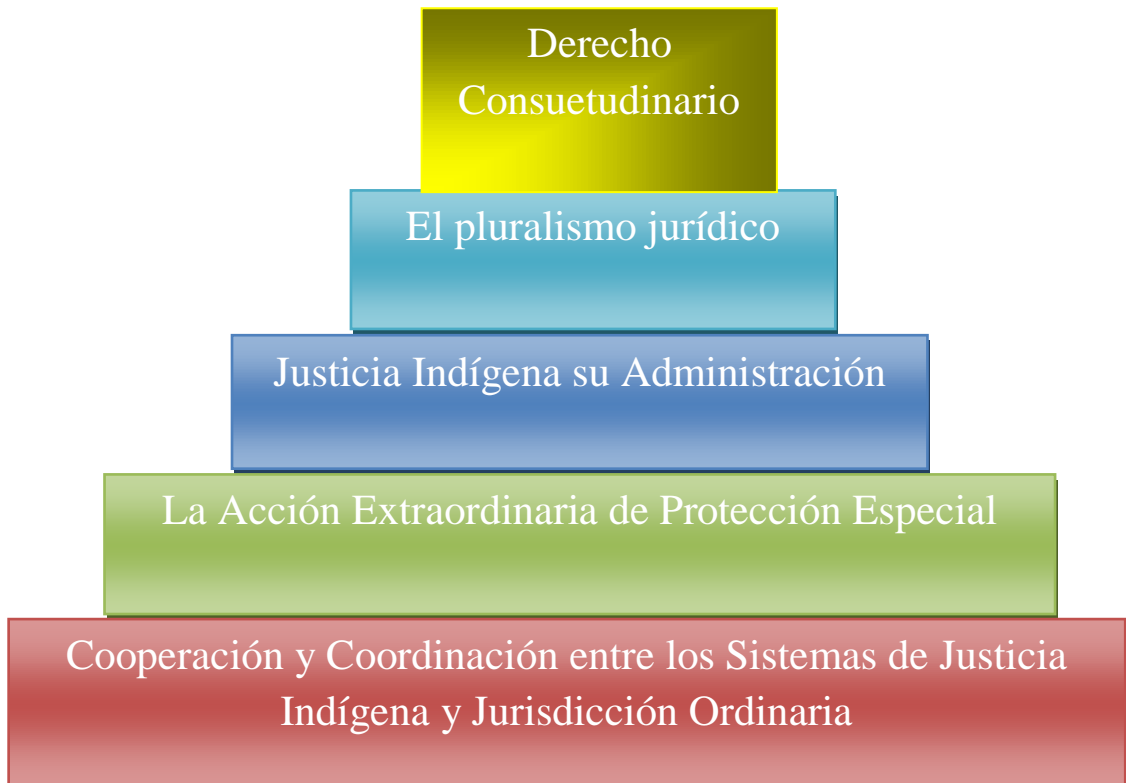 Derecho
Consuetudinario
El pluralismo jurídico
Justicia Indígena su Administración
La Acción Extraordinaria de Protección Especial
Cooperación y Coordinación entre los Sistemas de Justicia
Indígena y Jurisdicción Ordinaria